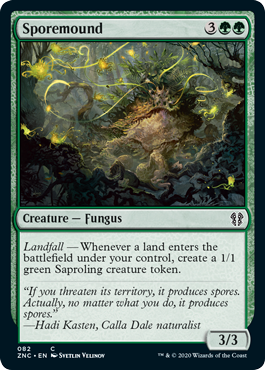 Sporemound 3
Creature — Fungus
Landfall — Whenever a land enters the
battlefield under your control, create a 1/1
green Saproling creature token.
“If you threaten its territory, it produces spores.
Actually, no matter what you do, it produces
spores.”
—Hadi Kasten, Calla Dale naturalist
3/3
082 C
ZNC • EN Svetlin Velinov ™ & © 2020 Wizards of the Coast